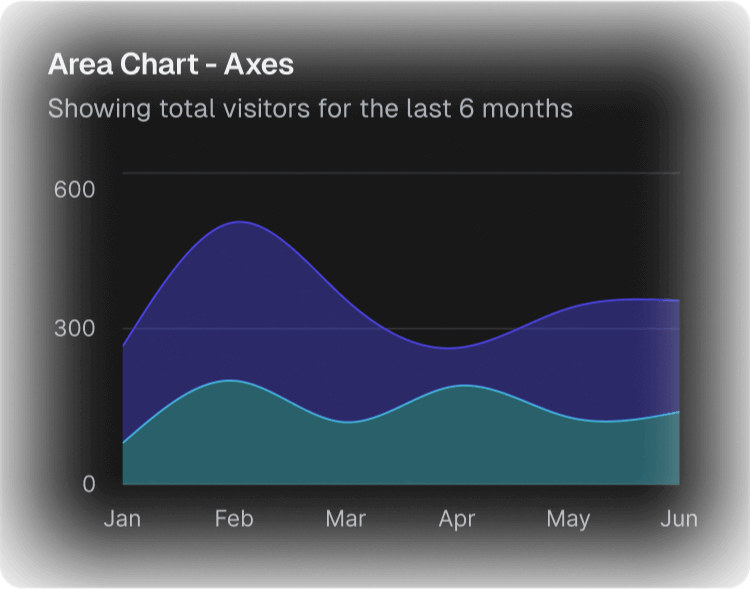 Area Chart - Axes
Showing total visitors for the last 6 months
600
300
0
Jan Feb Mar Apr May Jun